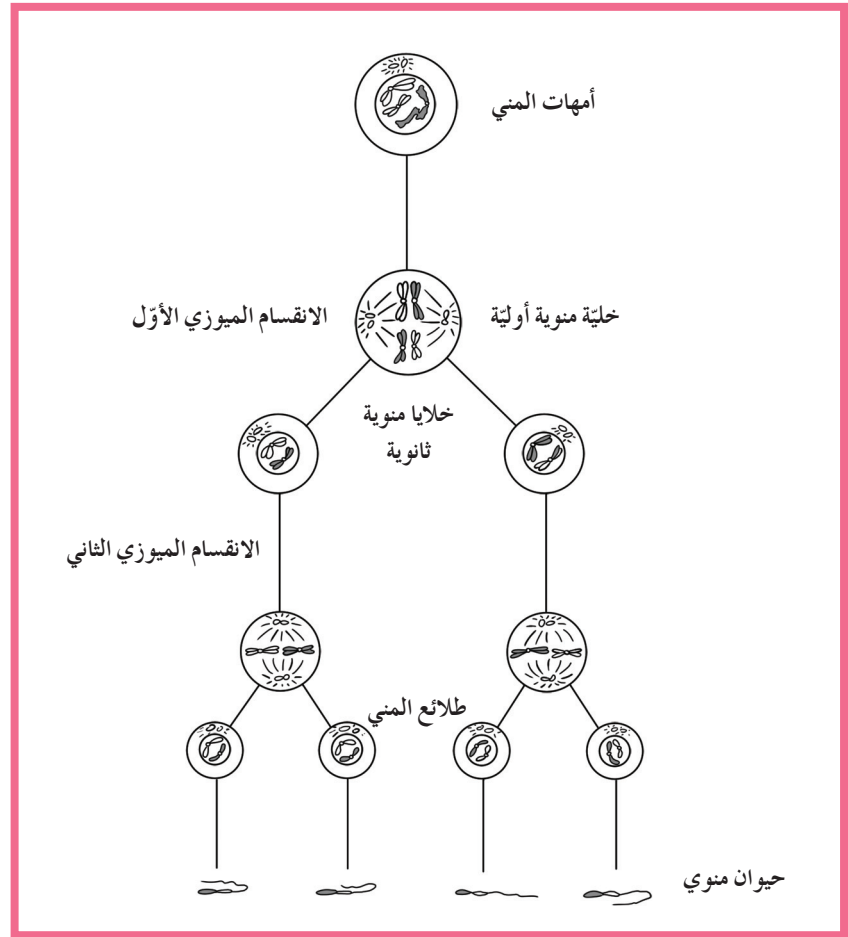 أمهات المني
خليّة منوية أوليّة
الانقسام الميوزي الأوّل
خلايا منوية
ثانوية
الانقسام الميوزي الثاني
طلائع المني
حيوان منوي